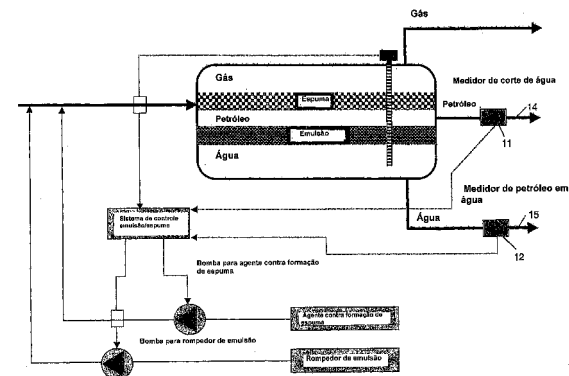 Gás
Gás
Medidor de corte de água
Espuma
Petróleo
14
Petróleo
11
Emulsão
Água
Medidor de petróleo em
água
Água
15
12
Sistema de controle
emulsão/espuma
Bomba para agente contra formação
de espuma
Agente contra formação de
espuma
Bomba para rompedor de emulsão
Rompedor de emulsão